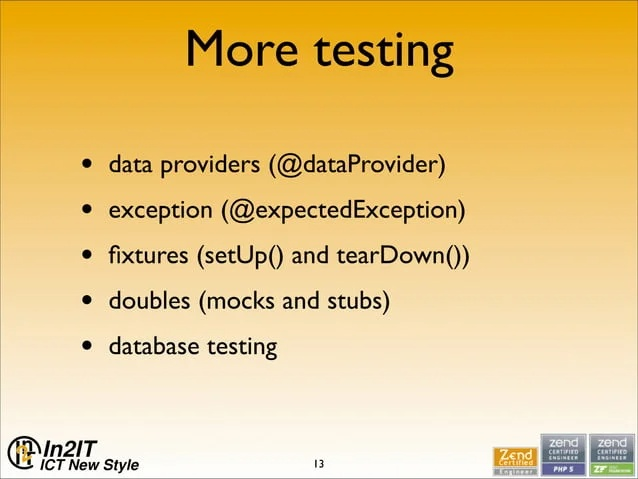 More testing
• data providers (@dataProvider)
• exception (@expectedException)
• fixtures (setUp() and tearDown())
• doubles (mocks and stubs)
• database testing
In2IT
ICT New Style
13
Zend
Certified
Engineer
zend
CERTIFIED
ENGINEER
PHP 5
zend
CERTIFIED
ENGINEER
ZF